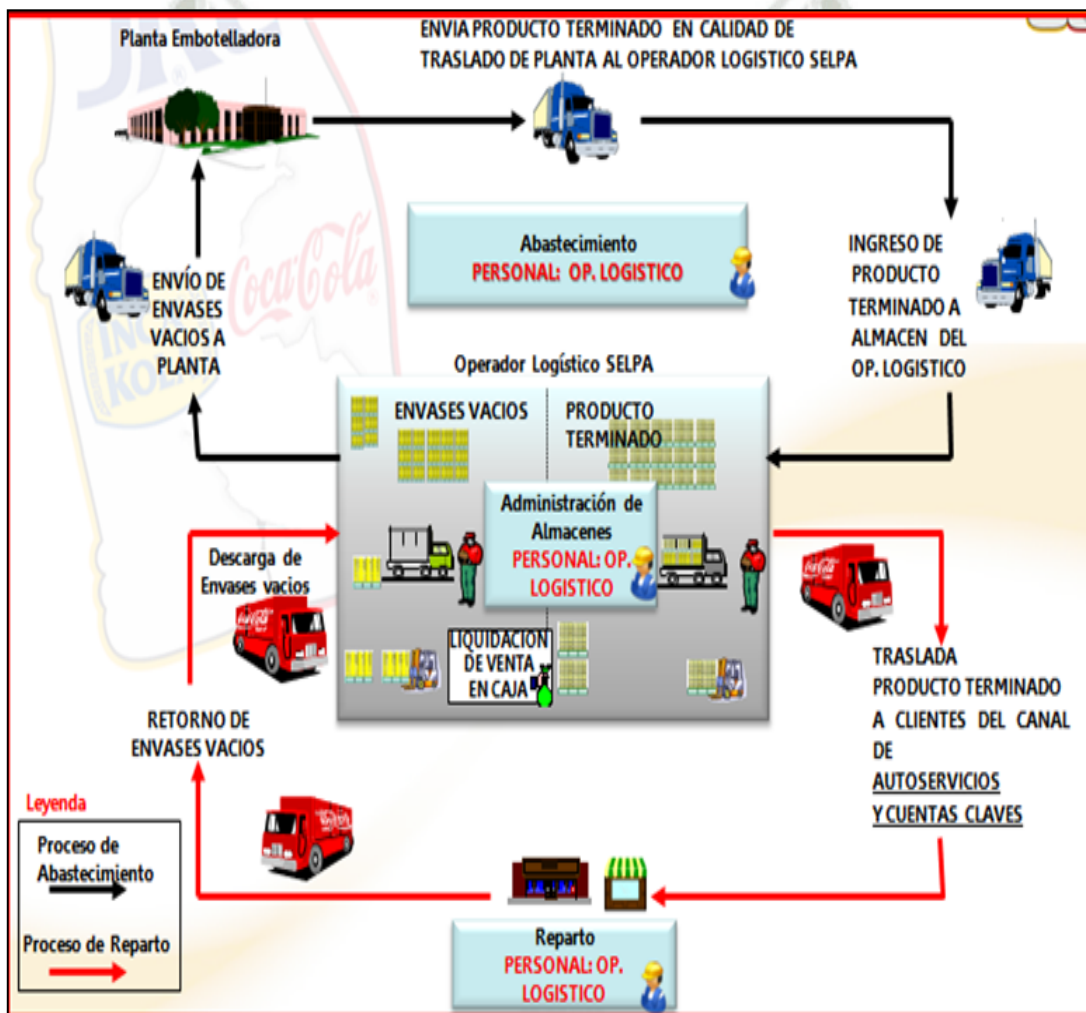 Planta Embotelladora
ENVIA PRODUCTO TERMINADO EN CALIDAD DE
TRASLADO DE PLANTA AL OPERADOR LOGISTICO SELPA
Abastecimiento
PERSONAL: OP. LOGISTICO
INGRESO DE
PRODUCTO
TERMINADO A
ALMACEN DEL
OP. LOGISTICO
ENVÍO DE
ENVASES
VACIOS A
PLANTA
Coca-Cola
INCA
KOLA
Operador Logístico SELPA
ENVASES VACIOS
PRODUCTO
TERMINADO
Administración de
Almacenes
PERSONAL: OP.
LOGISTICO
LIQUIDACION
DE VENTA
EN CAJA
Descarga de
Envases vacios
RETORNO DE
ENVASES VACIOS
TRASLADA
PRODUCTO TERMINADO
A CLIENTES DEL CANAL
DE
AUTOSERVICIOS
Y CUENTAS CLAVES
Leyenda
Proceso de
Abastecimiento
Proceso de Reparto
Reparto
PERSONAL: OP.
LOGISTICO